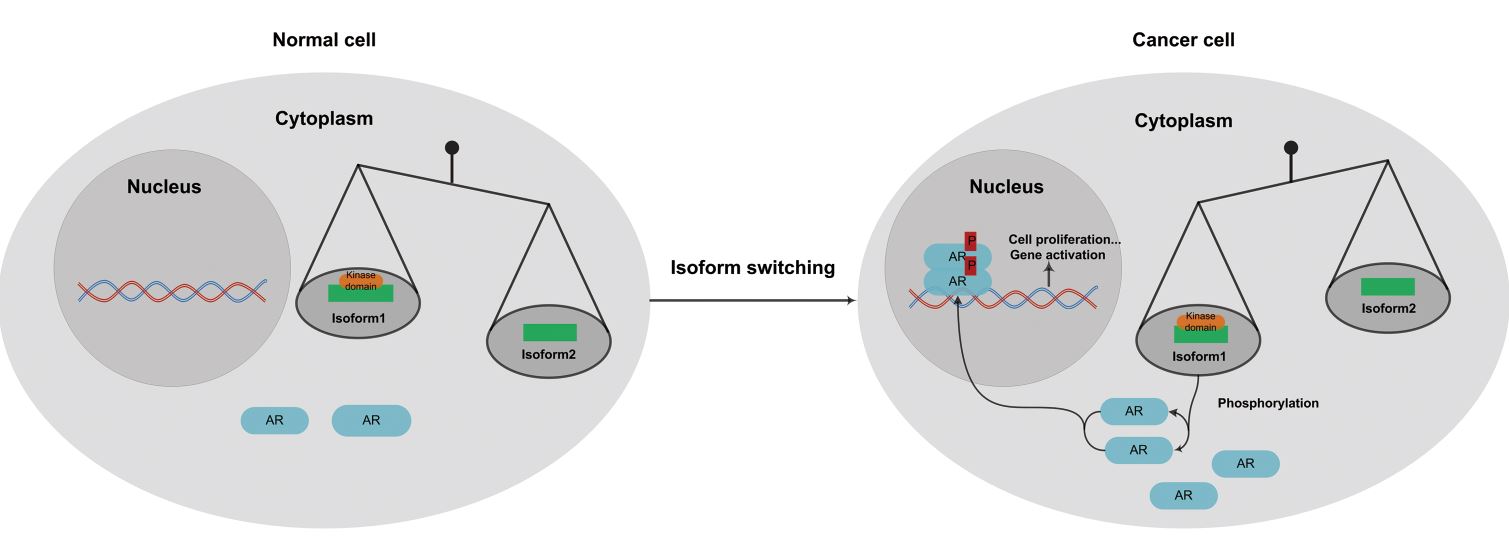 Normal cell
Cytoplasm
Nucleus
Kinase
domain
Isoform1
Isoform2
AR
AR
Isoform switching
Cancer cell
Cytoplasm
Nucleus
P
AR
P
AR
Cell proliferation...
Gene activation
Kinase
domain
Isoform1
Isoform2
Phosphorylation
AR
AR
AR
AR